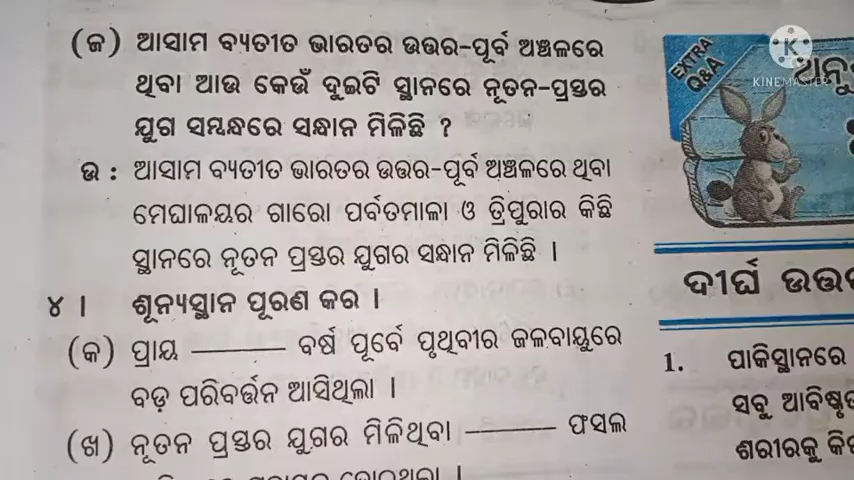 (ଜ) ଆସାମ ବ୍ୟତୀତ ଭାରତର ଉତ୍ତର-ପୂର୍ବ ଅଞ୍ଚଳରେ
ଥିବା ଆଉ କେଉଁ ଦୁଇଟି ସ୍ଥାନରେ ନୂତନ-ପ୍ରସ୍ତର
ଯୁଗ ସମ୍ବନ୍ଧରେ ସନ୍ଧାନ ମିଳିଛି ?
ଉ : ଆସାମ ବ୍ୟତୀତ ଭାରତର ଉତ୍ତର-ପୂର୍ବ ଅଞ୍ଚଳରେ ଥିବା
ମେଘାଳୟର ଗାରୋ ପର୍ବତମାଳା ଓ ତ୍ରିପୁରାର କିଛି
ସ୍ଥାନରେ ନୂତନ ପ୍ରସ୍ତର ଯୁଗର ସନ୍ଧାନ ମିଳିଛି ।
୪ । ଶୂନ୍ୟସ୍ଥାନ ପୂରଣ କର ।
(କ) ପ୍ରାୟ ——— ବର୍ଷ ପୂର୍ବେ ପୃଥିବୀର ଜଳବାୟୁରେ
ବଡ଼ ପରିବର୍ତ୍ତନ ଆସିଥିଲା ।
(ଖ) ନୂତନ ପ୍ରସ୍ତର ଯୁଗର ମିଳିଥିବା ——— ଫସଲ
EXTRA
Q&A
KINEMASTER
ଦୀର୍ଘ
1. ପାକିସ୍ଥାନରେ
ସବୁ
ଶରୀରକୁ